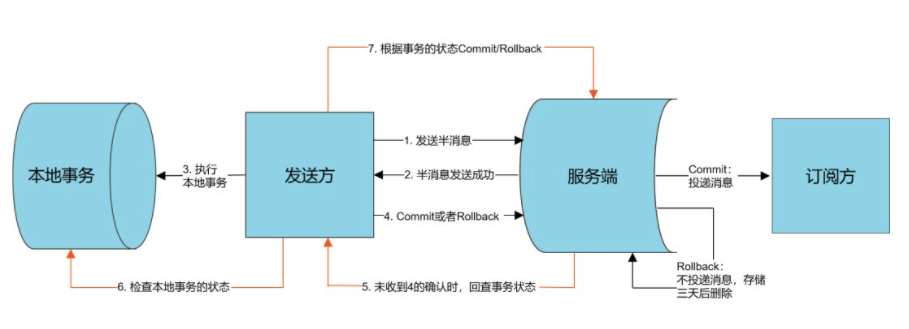 7. 根据事务的状态Commit/Rollback
1. 发送半消息
本地事务
3. 执行
本地事务
发送方
2. 半消息发送成功
服务端
Commit：
投递消息
订阅方
4. Commit或者Rollback
6. 检查本地事务的状态
5. 未收到4的确认时，回查事务状态
Rollback：
不投递消息，存储
三天后删除